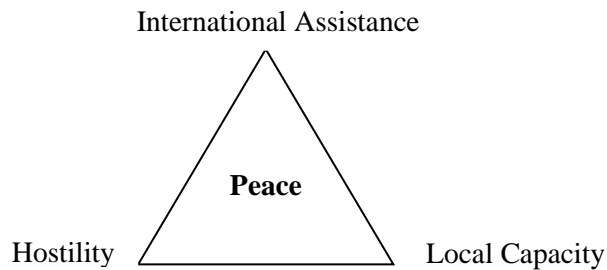 International Assistance
Peace
Hostility
Local Capacity